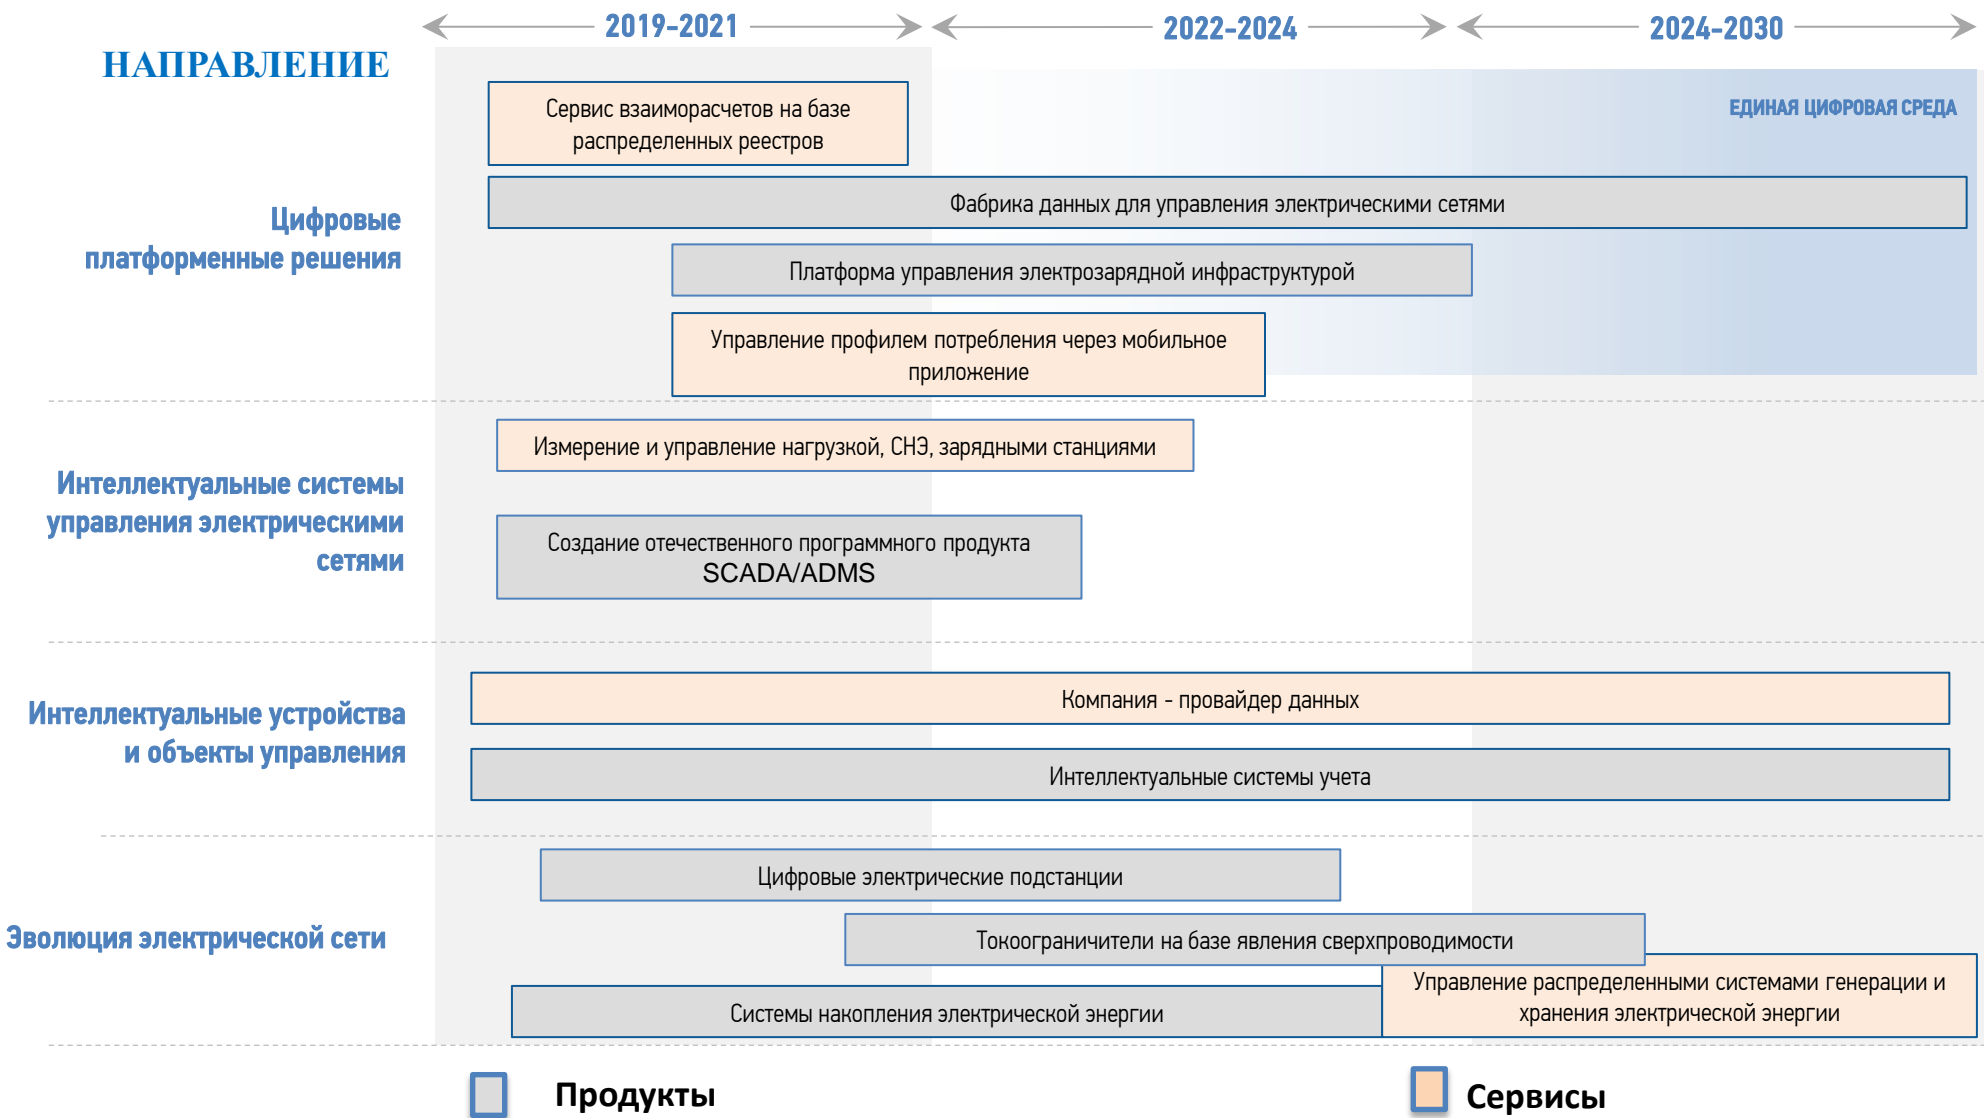 2019-2021
2022-2024
2024-2030
НАПРАВЛЕНИЕ
ЕДИНАЯ ЦИФРОВАЯ СРЕДА
Цифровые
платформенные решения
Сервис взаиморасчетов на базе
распределенных реестров
Фабрика данных для управления электрическими сетями
Платформа управления электрозарядной инфраструктурой
Управление профилем потребления через мобильное
приложение
Интеллектуальные системы
управления электрическими
сетями
Измерение и управление нагрузкой, СНЭ, зарядными станциями
Создание отечественного программного продукта
SCADA/ADMS
Интеллектуальные устройства
и объекты управления
Компания - провайдер данных
Интеллектуальные системы учета
Эволюция электрической сети
Цифровые электрические подстанции
Токоограничители на базе явления сверхпроводимости
Системы накопления электрической энергии
Управление распределенными системами генерации и
хранения электрической энергии
Продукты
Сервисы